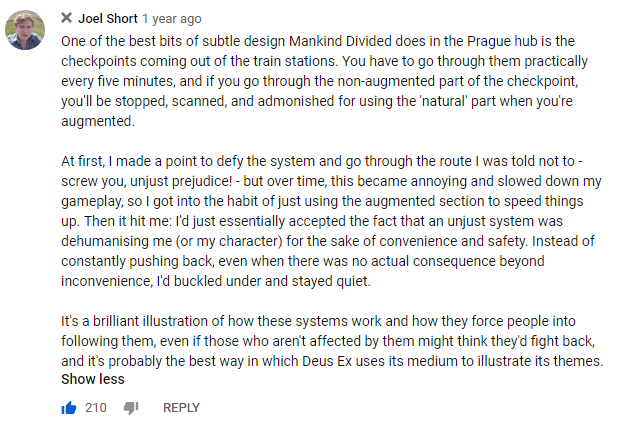 Joel Short 1 year ago
One of the best bits of subtle design Mankind Divided does in the Prague hub is the
checkpoints coming out of the train stations. You have to go through them practically
every five minutes, and if you go through the non-augmented part of the checkpoint,
you'll be stopped, scanned, and admonished for using the 'natural' part when you're
augmented.
At first, I made a point to defy the system and go through the route I was told not to -
screw you, unjust prejudice! - but over time, this became annoying and slowed down my
gameplay, so I got into the habit of just using the augmented section to speed things
up. Then it hit me: I'd just essentially accepted the fact that an unjust system was
dehumanising me (or my character) for the sake of convenience and safety. Instead of
constantly pushing back, even when there was no actual consequence beyond
inconvenience, I'd buckled under and stayed quiet.
It's a brilliant illustration of how these systems work and how they force people into
following them, even if those who aren't affected by them might think they'd fight back,
and it's probably the best way in which Deus Ex uses its medium to illustrate its themes.
Show less
210 REPLY